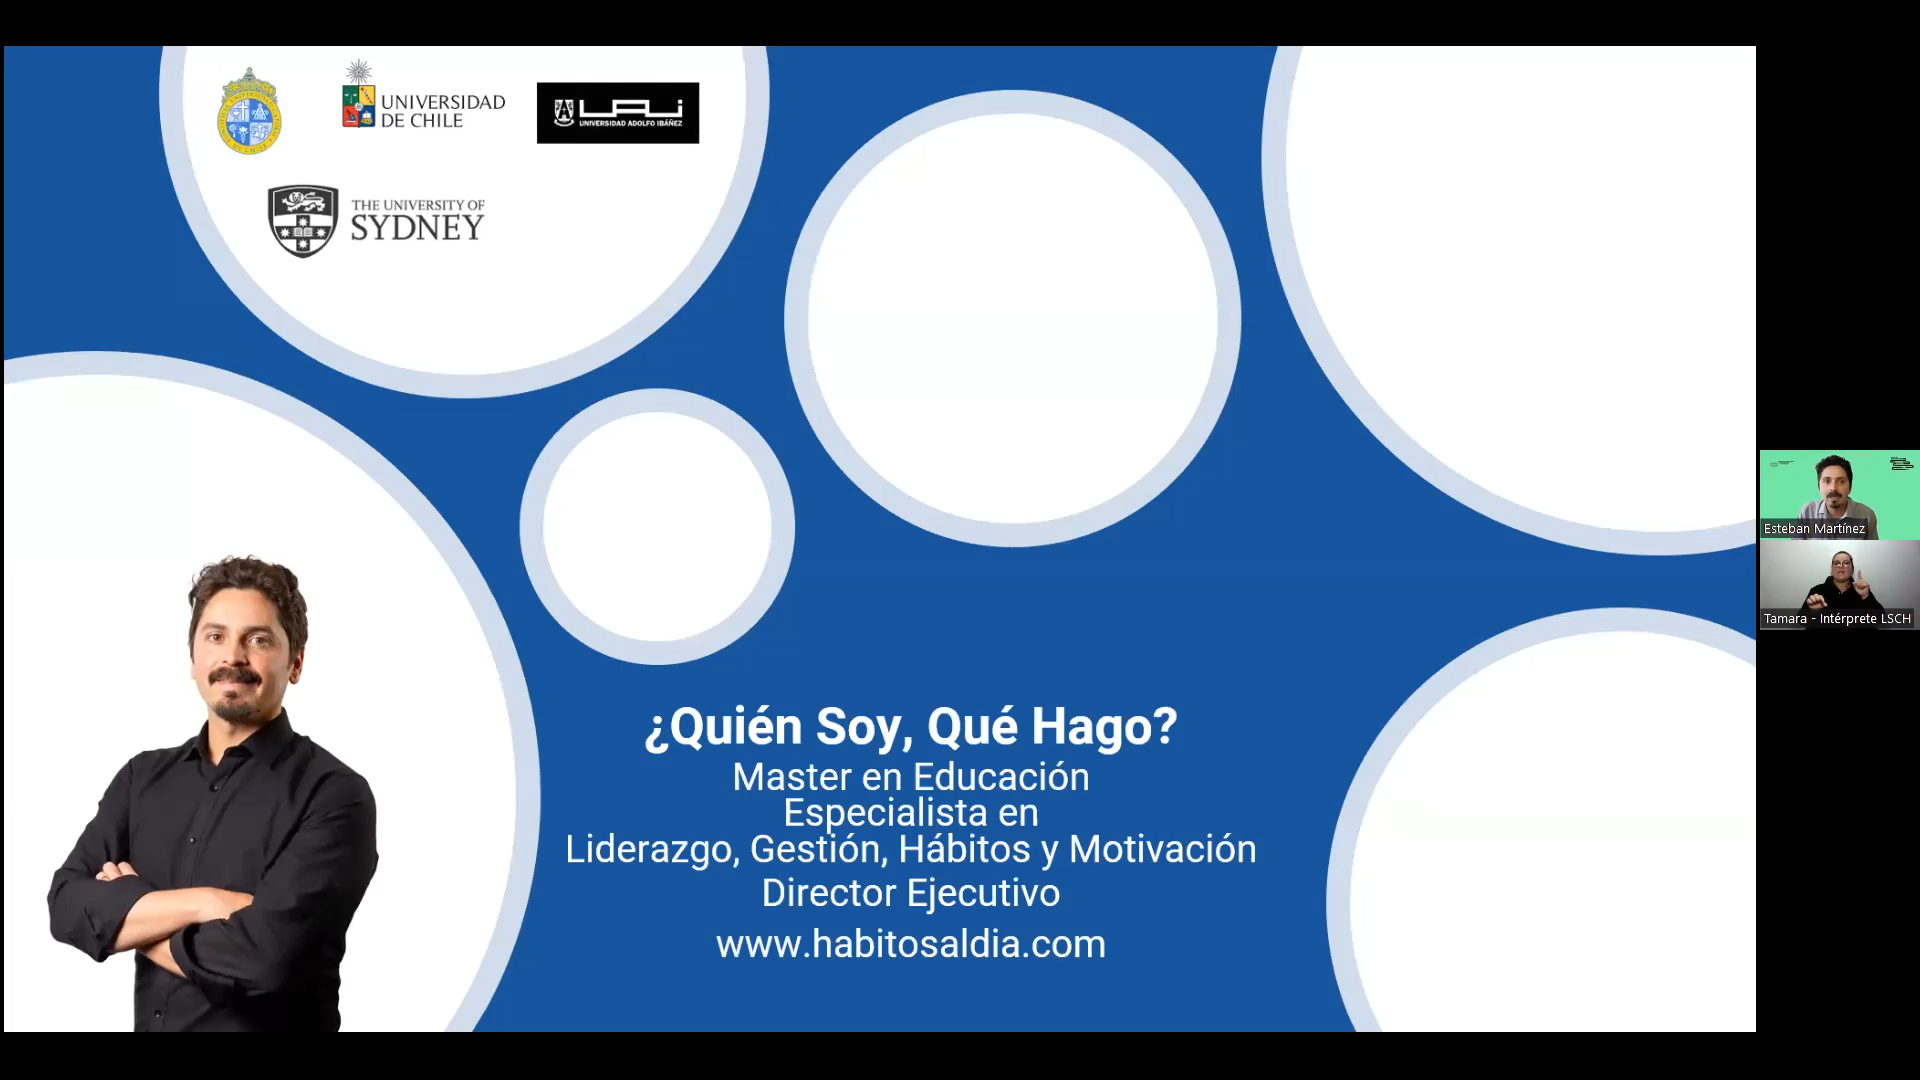 UNIVERSIDAD
DE CHILE
UAI
UNIVERSIDAD ADOLFO IBÁÑEZ
THE UNIVERSITY OF
SYDNEY
¿Quién Soy, Qué Hago?
Master en Educación
Especialista en
Liderazgo, Gestión, Hábitos y Motivación
Director Ejecutivo
www.habitosaldia.com
Esteban Martínez
Tamara - Intérprete LSCH